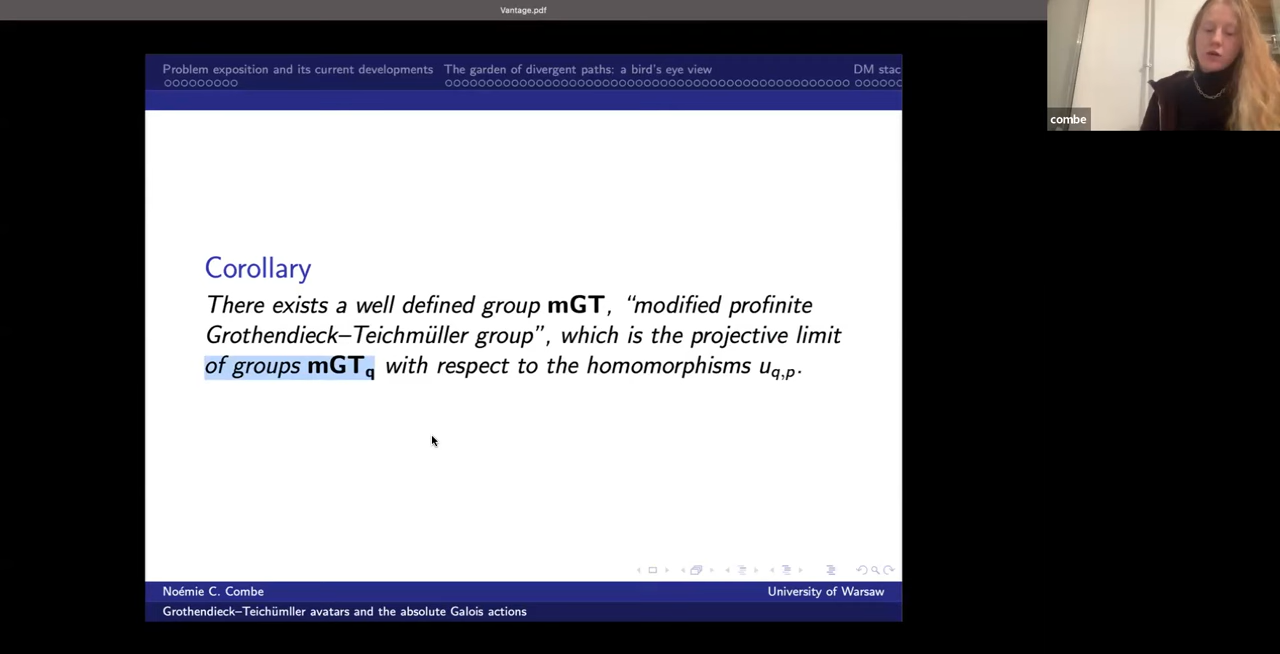 Vantage.pdf
combe
Problem exposition and its current developments The garden of divergent paths: a bird's eye view DM stac
Corollary
There exists a well defined group mGT, “modified profinite
Grothendieck–Teichmüller group”, which is the projective limit
of groups mGT_q with respect to the homomorphisms u_{q,p}.
Noémie C. Combe University of Warsaw
Grothendieck–Teichümller avatars and the absolute Galois actions